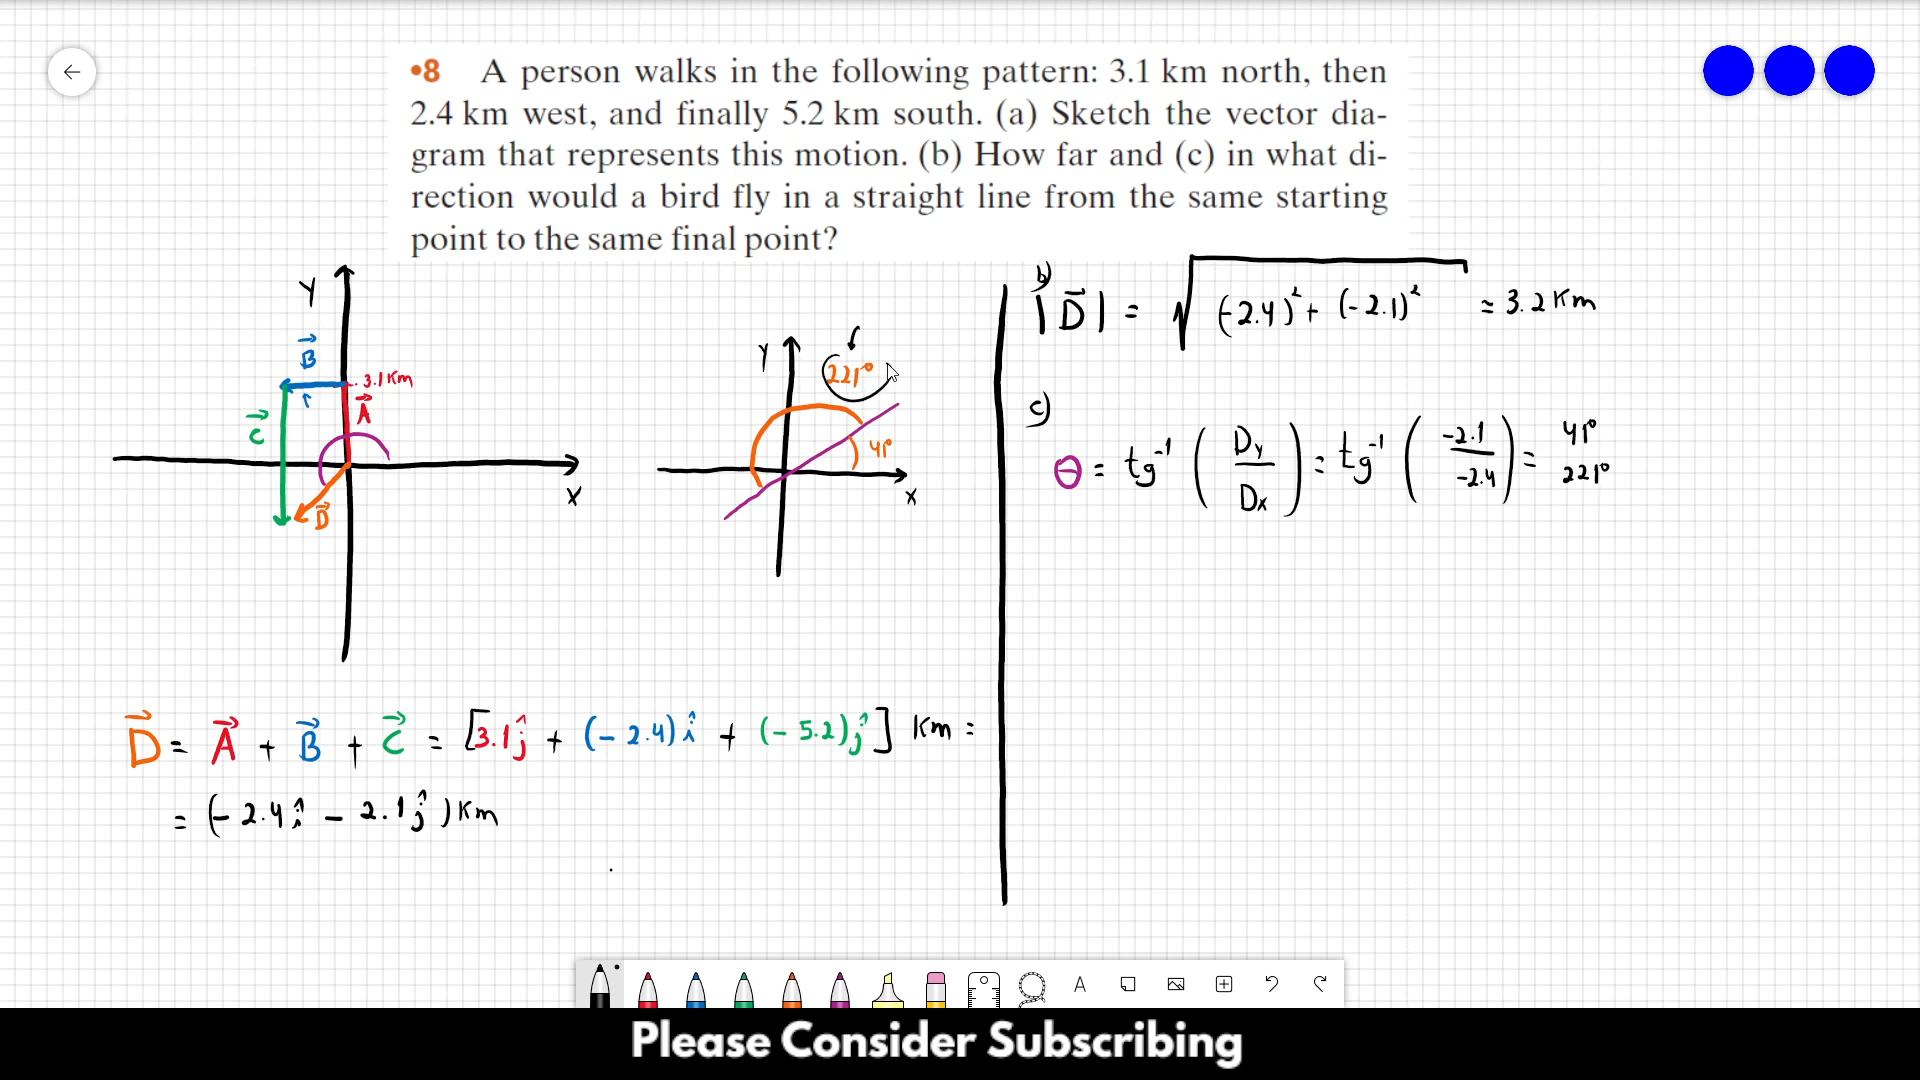 •8 A person walks in the following pattern: 3.1 km north, then
2.4 km west, and finally 5.2 km south. (a) Sketch the vector dia-
gram that represents this motion. (b) How far and (c) in what di-
rection would a bird fly in a straight line from the same starting
point to the same final point?
Y
B⃗
3.1 Km
A⃗
C⃗
D⃗
X
Y
221°
41°
X
D⃗ = A⃗ + B⃗ + C⃗ = [3.1ĵ + (-2.4)î + (-5.2)ĵ] Km =
= (-2.4î - 2.1ĵ) Km
b)
|D⃗| = √((-2.4)² + (-2.1)²) ≈ 3.2 Km
c)
θ = tg⁻¹ (Dy/Dx) = tg⁻¹ (-2.1/-2.4) = 41°
221°
A
Please Consider Subscribing